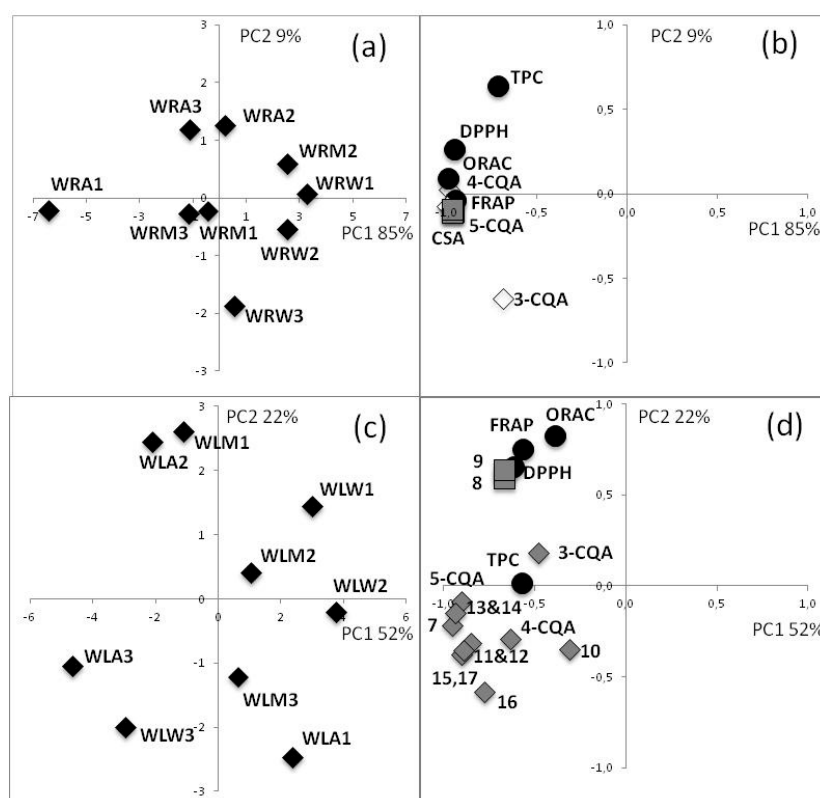 3
PC2 9%
(a)
WRA3
WRA2
2
1
WRM2
WRW1
WRA1
0
-7 -5 -3 -1 1 3 5 7
WRM3
WRM1
PC1 85%
-1
WRW2
-2
WRW3
-3
1,0
PC2 9%
(b)
TPC
0,5
DPPH
ORAC
4-CQA
0,0
FRAP
-1,0 -0,5 0,0 0,5 1,0
5-CQA
CSA
PC1 85%
-0,5
3-CQA
-1,0
3
PC2 22%
(c)
WLM1
WLA2
2
WLW1
1
WLM2
WLW2
0
-6 -4 -2 0 2 4 6
PC1 52%
WLA3
-1
WLM3
WLW3
-2
WLA1
-3
1,0
PC2 22%
(d)
FRAP
ORAC
9
8
DPPH
0,5
3-CQA
TPC
5-CQA
0,0
-1,0 -0,5 0,0 0,5 1,0
13&14
7
4-CQA
PC1 52%
11&12
10
15,17
16
-0,5
-1,0